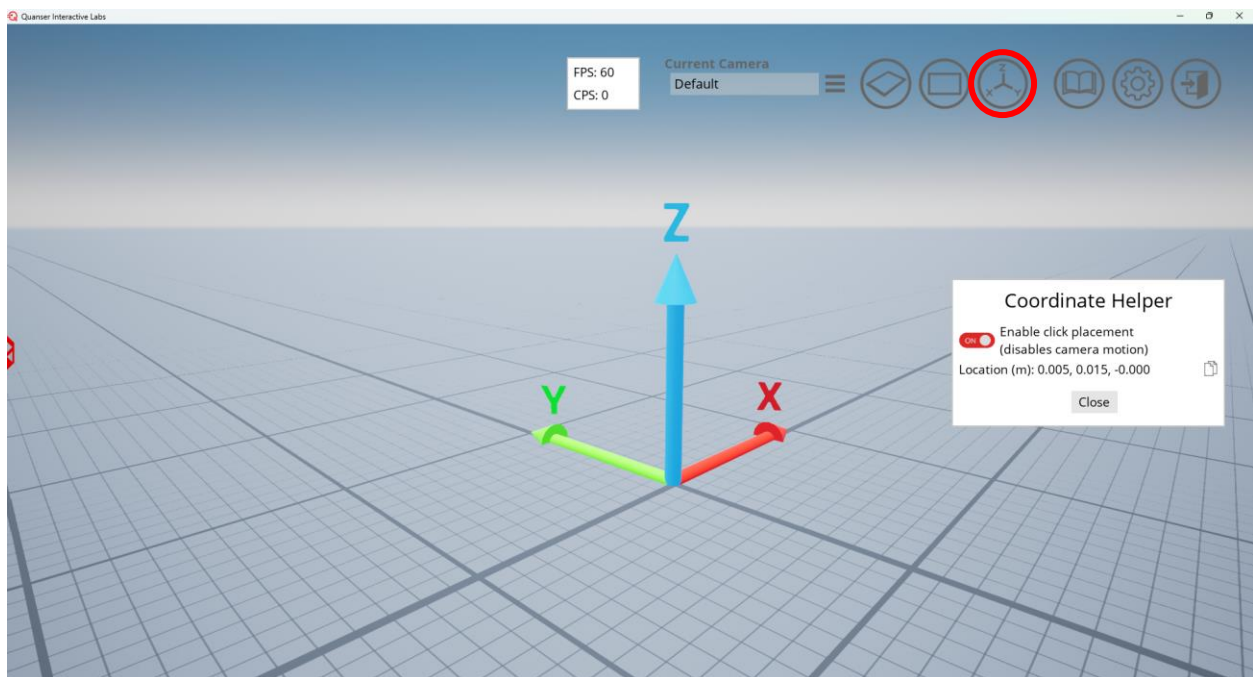 Quanser Interactive Labs
FPS: 60
CPS: 0
Current Camera
Default
Z
X
Y
Z
Y
X
Coordinate Helper
ON
Enable click placement
(disables camera motion)
Location (m): 0.005, 0.015, -0.000
Close